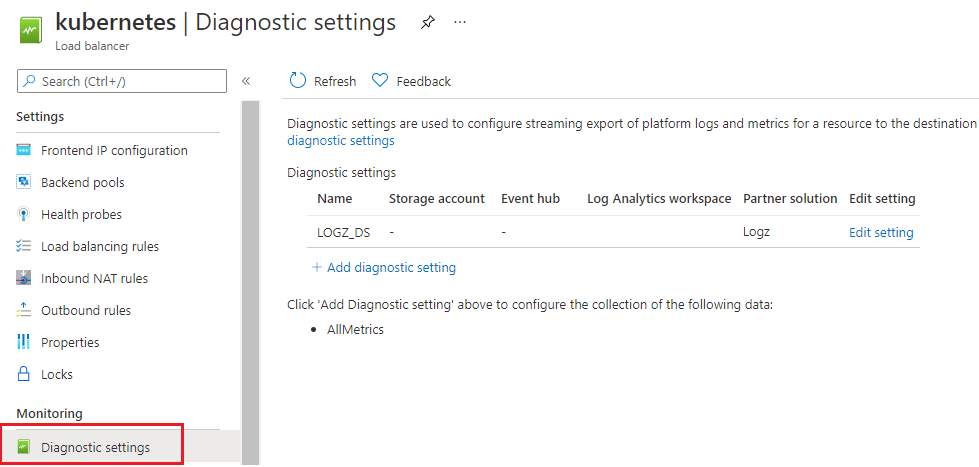 kubernetes | Diagnostic settings ...
Load balancer
Search (Ctrl+/)
«
Settings
Frontend IP configuration
Backend pools
Health probes
Load balancing rules
Inbound NAT rules
Outbound rules
Properties
Locks
Monitoring
Diagnostic settings
Refresh Feedback
Diagnostic settings are used to configure streaming export of platform logs and metrics for a resource to the destination
diagnostic settings
Diagnostic settings
Name Storage account Event hub Log Analytics workspace Partner solution Edit setting
LOGZ_DS - - Logz Edit setting
+ Add diagnostic setting
Click 'Add Diagnostic setting' above to configure the collection of the following data:
• AllMetrics